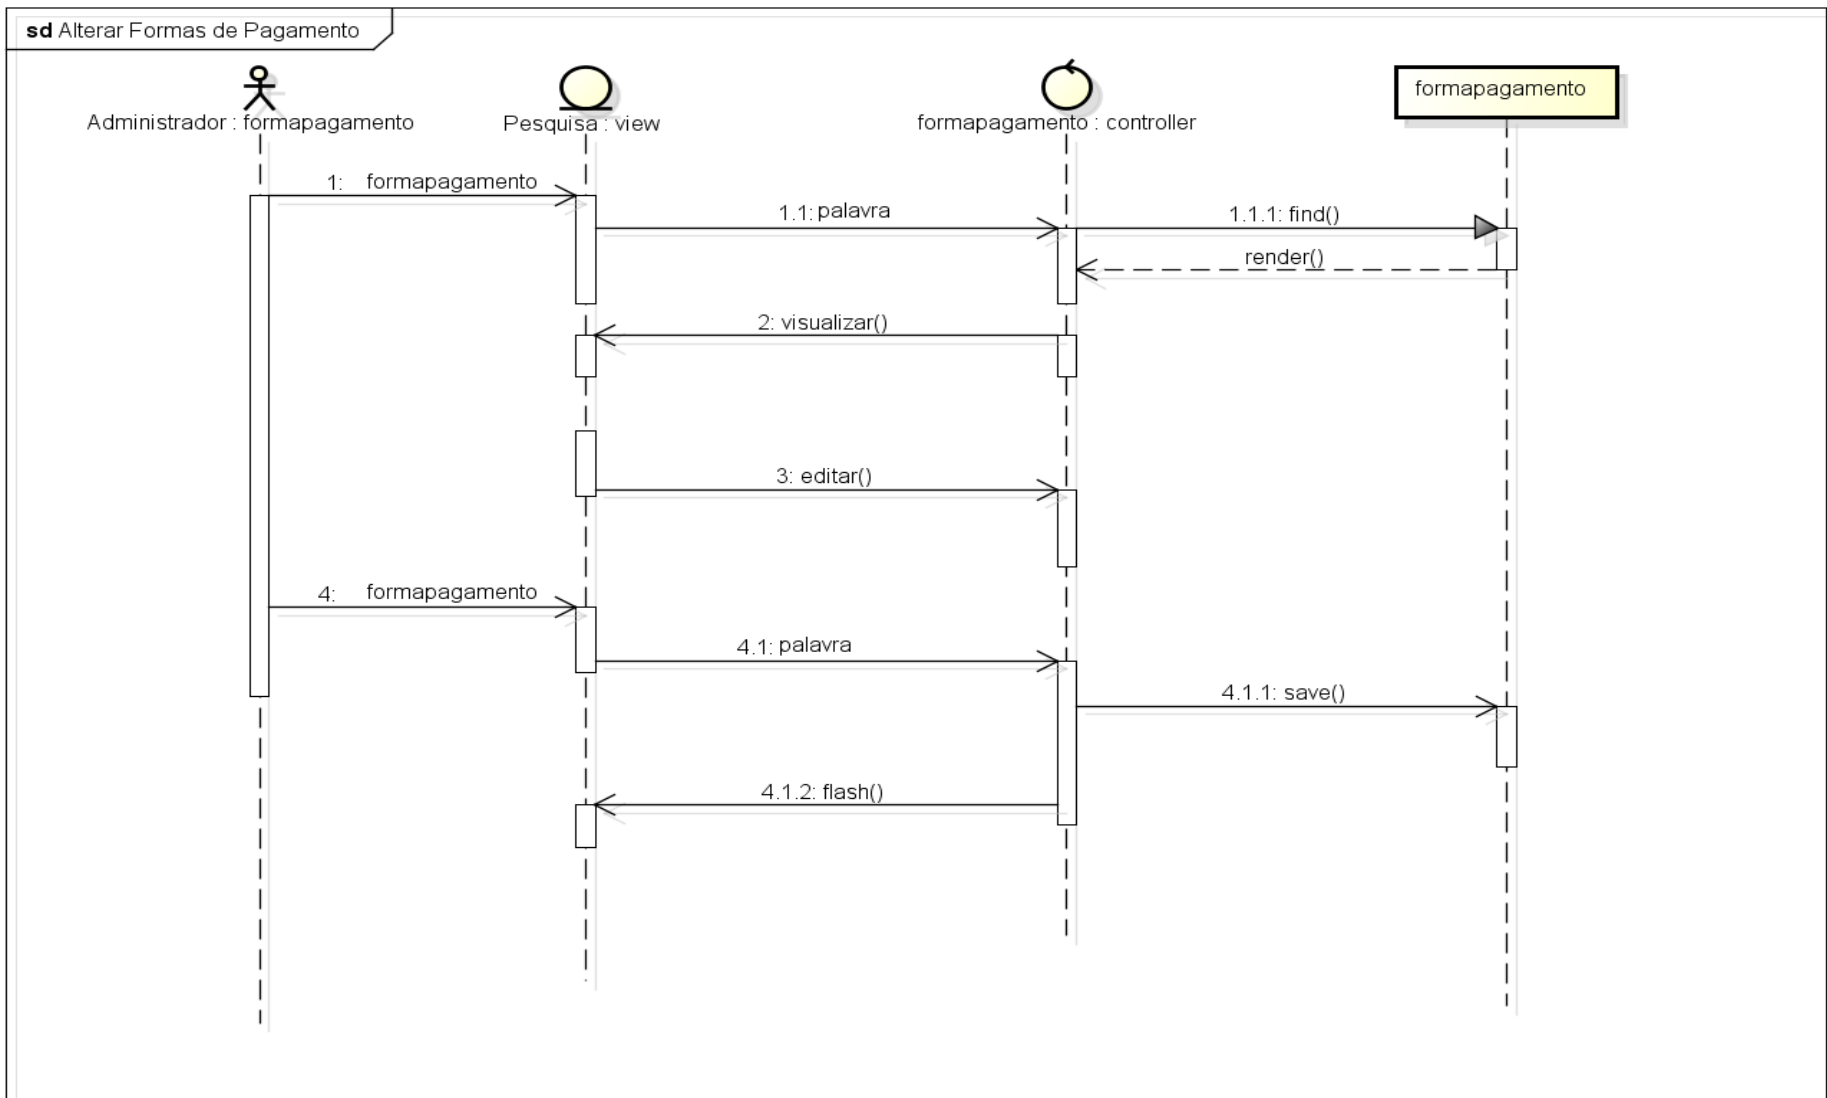 sd Alterar Formas de Pagamento
Administrador : formapagamento
Pesquisa : view
formapagamento : controller
formapagamento
1: formapagamento
1.1: palavra
1.1.1: find()
render()
2: visualizar()
3: editar()
4: formapagamento
4.1: palavra
4.1.1: save()
4.1.2: flash()